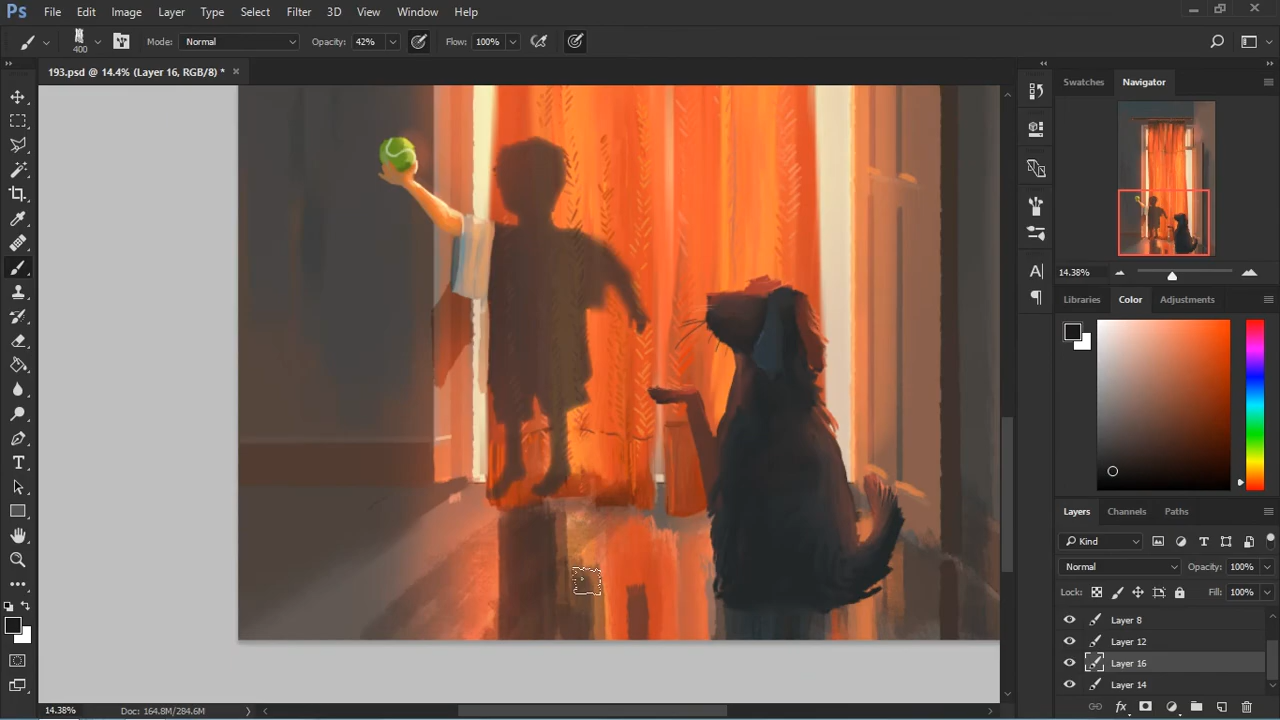 Ps File Edit Image Layer Type Select Filter 3D View Window Help
400 Mode: Normal Opacity: 42% Flow: 100%
193.psd @ 14.4% (Layer 16, RGB/8) *
Swatches Navigator
14.38%
Libraries Color Adjustments
Layers Channels Paths
Kind
Normal Opacity: 100%
Lock: Fill: 100%
Layer 8
Layer 12
Layer 16
Layer 14
14.38% Doc: 164.8M/284.6M